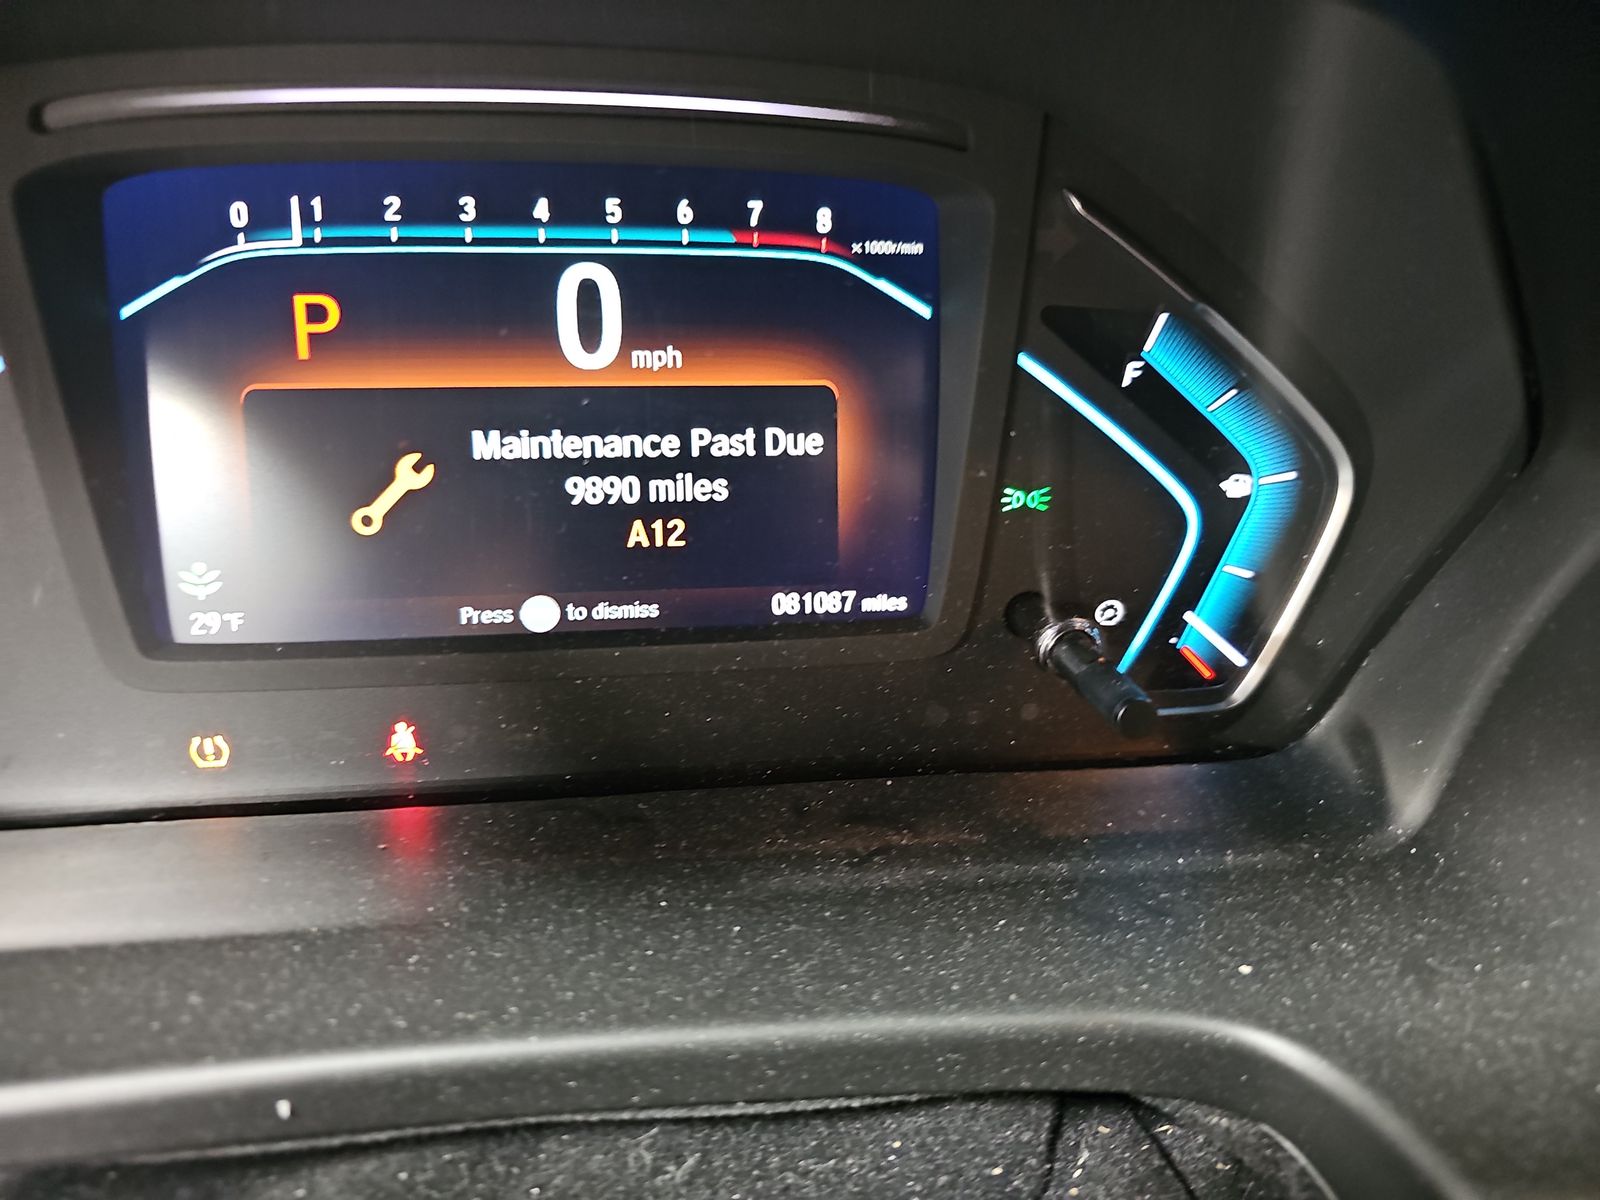 0 1 2 3 4 5 6 7 8
x1000r/min
P 0 mph
F
Maintenance Past Due
9890 miles
A12
29°F
Press to dismiss
081087 miles